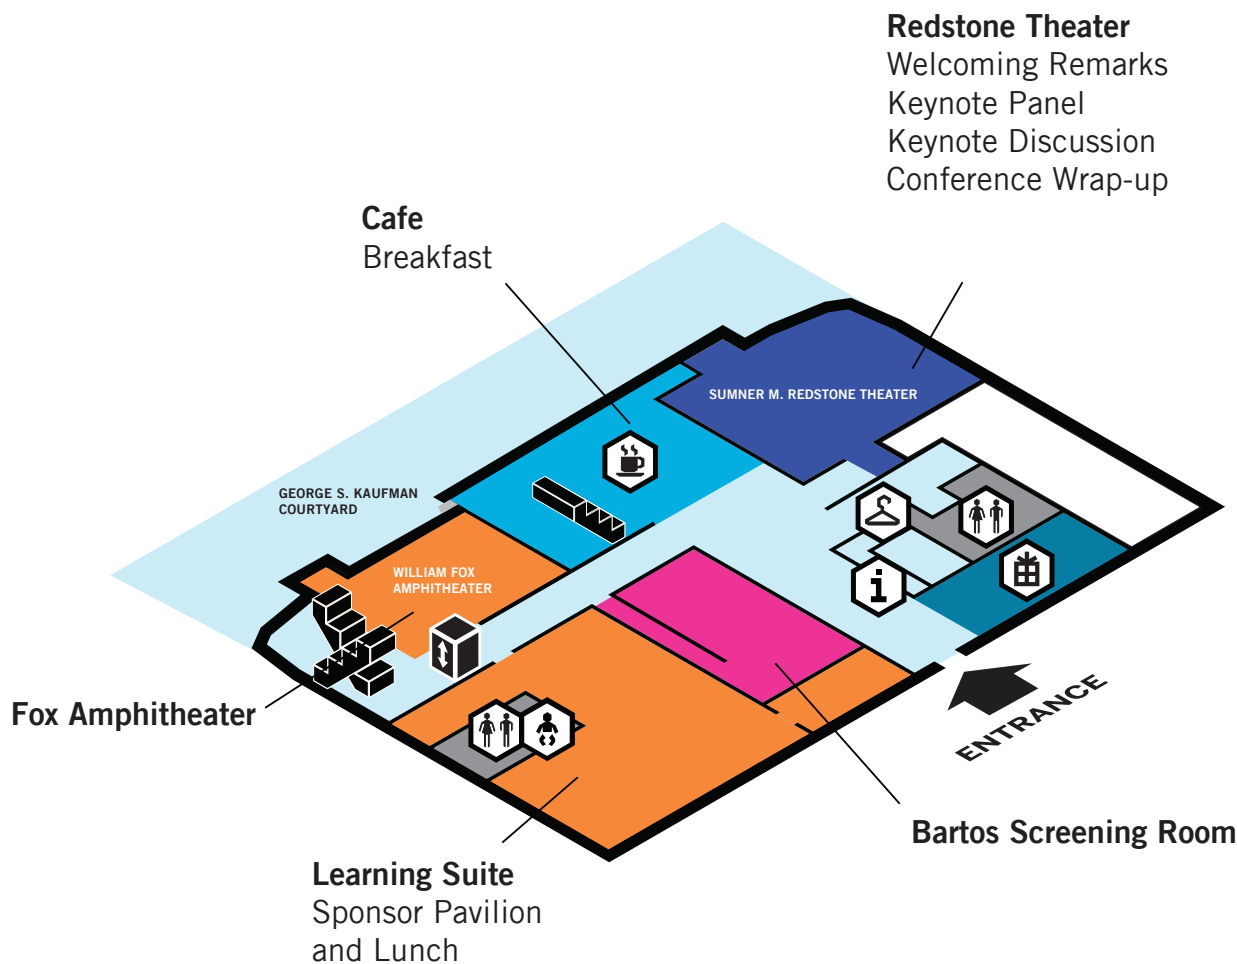 Redstone Theater
Welcoming Remarks
Keynote Panel
Keynote Discussion
Conference Wrap-up
Cafe
Breakfast
SUMNER M. REDSTONE THEATER
GEORGE S. KAUFMAN
COURTYARD
WILLIAM FOX
AMPHITHEATER
i
Fox Amphitheater
ENTRANCE
Bartos Screening Room
Learning Suite
Sponsor Pavilion
and Lunch